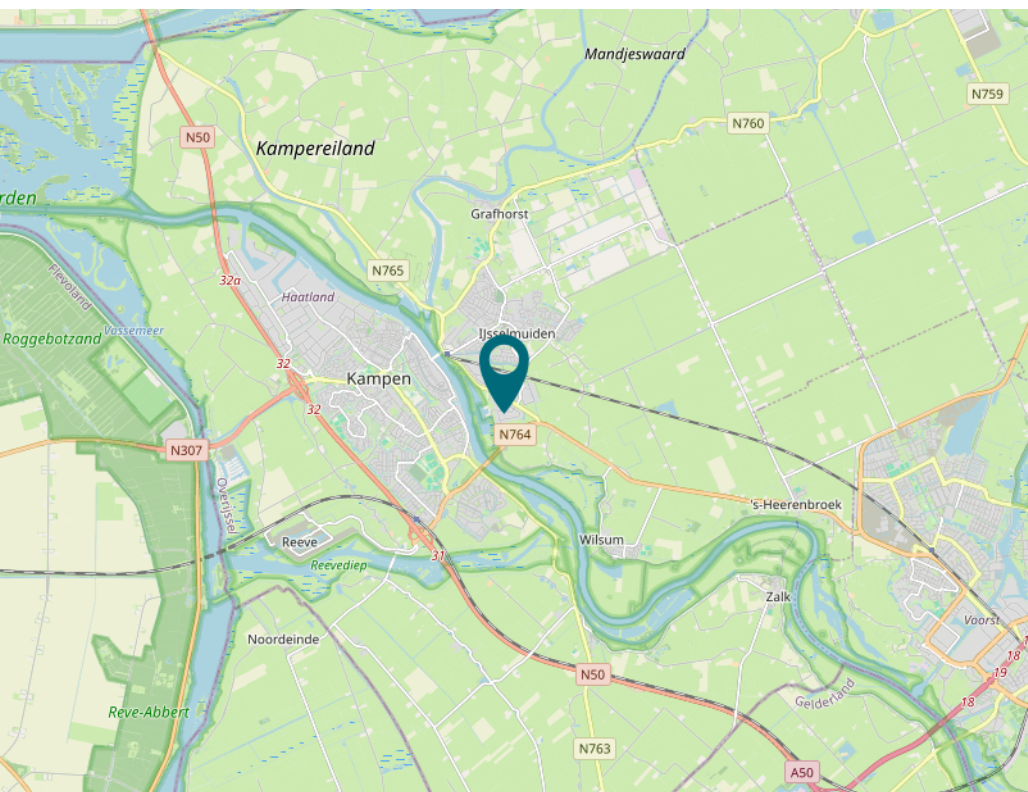 Mandjeswaard
N759
N760
N50
Kampereiland
rden
Grafhorst
N765
32a
Flevoland
Haatland
Vossemeer
Roggebotzand
IJsselmuiden
32
Kampen
32
N764
N307
Overijssel
's-Heerenbroek
Reeve
Wilsum
31
Reevediep
Zalk
Voorst
Noordeinde
18
19
N50
Gelderland
18
Reve-Abbert
N763
A50